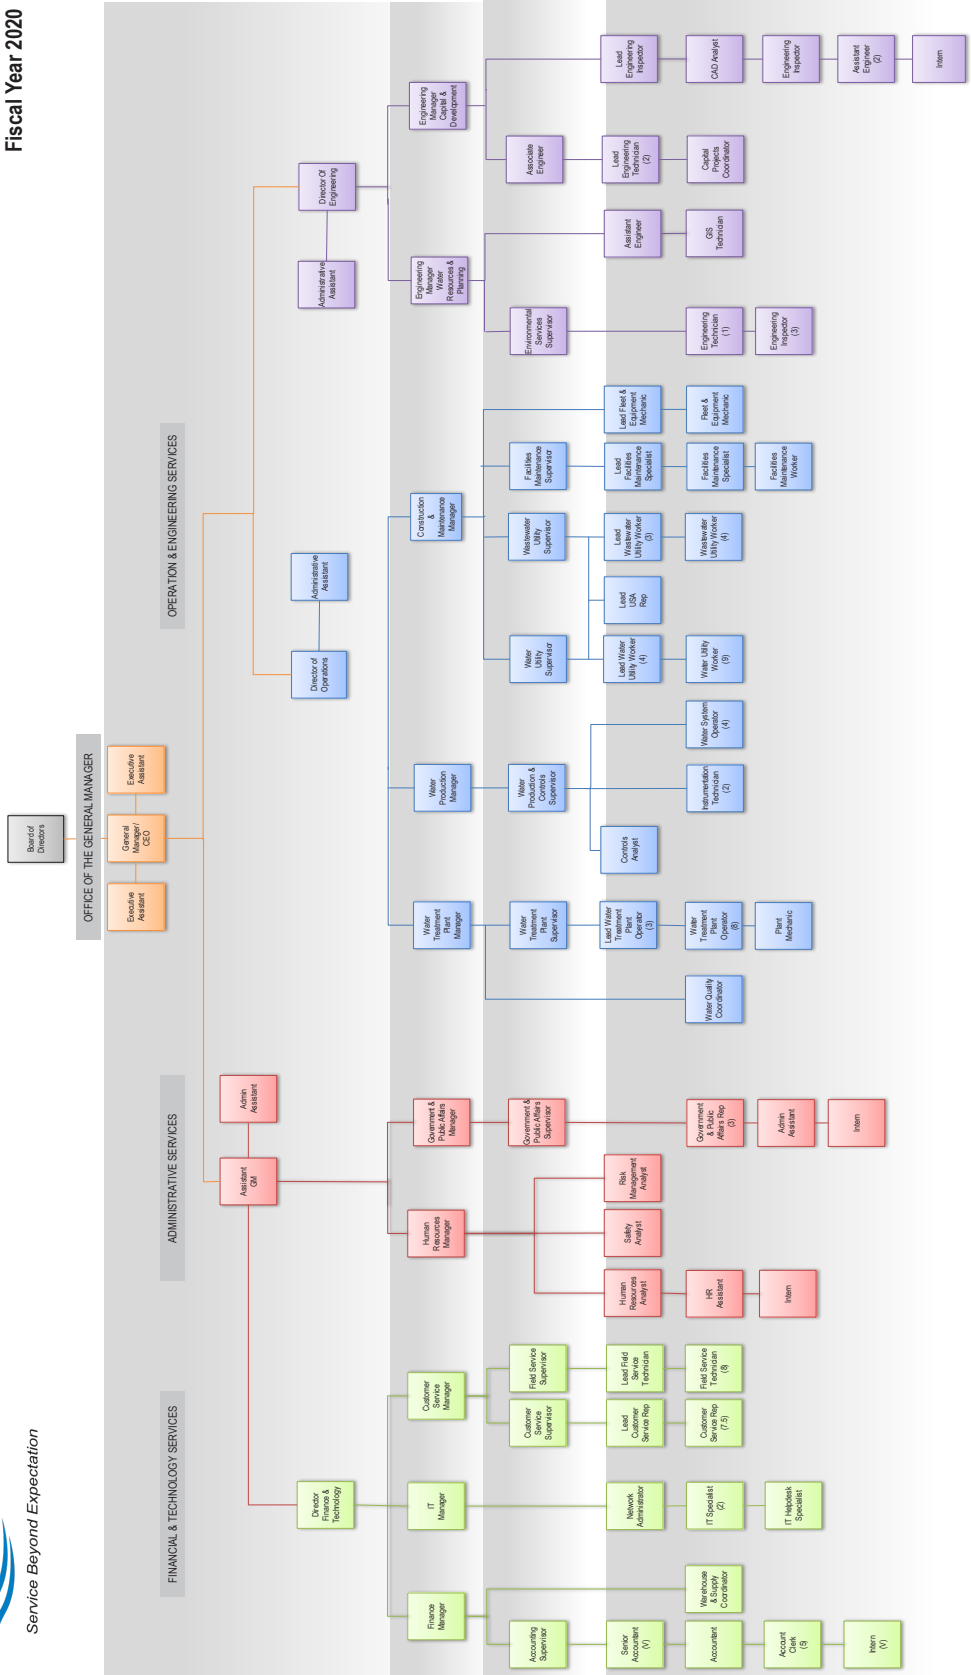 Service Beyond Expectation
Fiscal Year 2020
Board of
Directors
OFFICE OF THE GENERAL MANAGER
Executive
Assistant
General
Manager/
CEO
Executive
Assistant
FINANCIAL & TECHNOLOGY SERVICES
ADMINISTRATIVE SERVICES
OPERATION & ENGINEERING SERVICES
Assistant
GM
Admin
Assistant
Director
Finance &
Technology
Director of
Operations
Administrative
Assistant
Administrative
Assistant
Director Of
Engineering
Finance
Manager
IT
Manager
Customer
Service
Manager
Human
Resources
Manager
Government &
Public Affairs
Manager
Water
Treatment
Plant
Manager
Water
Production
Manager
Construction
&
Maintenance
Manager
Engineering
Manager
Water
Resources &
Planning
Engineering
Manager
Capital &
Development
Accounting
Supervisor
Customer
Service
Supervisor
Field Service
Supervisor
Government &
Public Affairs
Supervisor
Water
Treatment
Plant
Supervisor
Water
Production &
Controls
Supervisor
Water
Utility
Supervisor
Wastewater
Utility
Supervisor
Facilities
Maintenance
Supervisor
Environmental
Services
Supervisor
Associate
Engineer
Senior
Accountant
(V)
Network
Administrator
Lead
Customer
Service Rep
Lead Field
Service
Technician
Human
Resources
Analyst
Safety
Analyst
Risk
Management
Analyst
Lead Water
Treatment
Plant
Operator
(3)
Controls
Analyst
Lead Water
Utility Worker
(4)
Lead
USA
Rep
Lead
Wastewater
Utility Worker
(3)
Lead
Facilities
Maintenance
Specialist
Lead Fleet &
Equipment
Mechanic
Assistant
Engineer
Lead
Engineering
Technician
(2)
Lead
Engineering
Inspector
Accountant
Warehouse
& Supply
Coordinator
IT Specialist
(2)
Customer
Service Rep
(7.5)
Field Service
Technician
(8)
HR
Assistant
Government
& Public
Affairs Rep
(3)
Water Quality
Coordinator
Water
Treatment
Plant
Operator
(8)
Instrumentation
Technician
(2)
Water System
Operator
(4)
Water Utility
Worker
(9)
Wastewater
Utility Worker
(4)
Facilities
Maintenance
Specialist
Fleet &
Equipment
Mechanic
Engineering
Technician
(1)
GIS
Technician
Capital
Projects
Coordinator
CAD Analyst
Account
Clerk
(5)
IT Helpdesk
Specialist
Intern
Admin
Assistant
Plant
Mechanic
Facilities
Maintenance
Worker
Engineering
Inspector
(3)
Engineering
Inspector
Intern
(V)
Intern
Assistant
Engineer
(2)
Intern